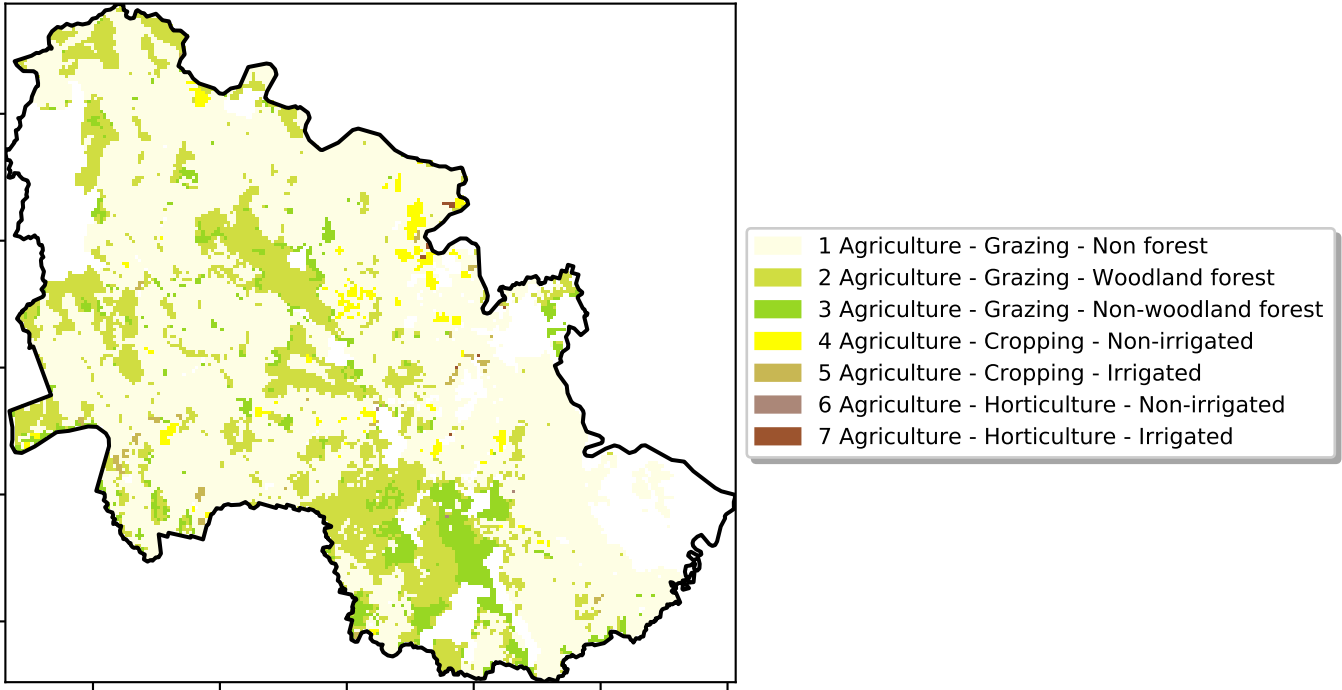 1 Agriculture - Grazing - Non forest
2 Agriculture - Grazing - Woodland forest
3 Agriculture - Grazing - Non-woodland forest
4 Agriculture - Cropping - Non-irrigated
5 Agriculture - Cropping - Irrigated
6 Agriculture - Horticulture - Non-irrigated
7 Agriculture - Horticulture - Irrigated